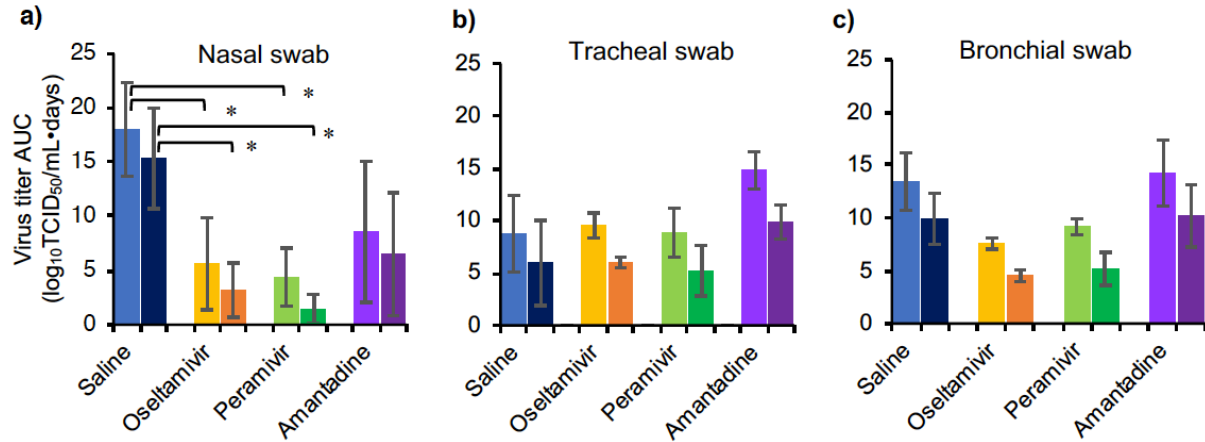 a)
Nasal swab
Virus titer AUC
(log₁₀TCID₅₀/mL•days)
25
20
15
10
5
0
*
*
*
*
Saline
Oseltamivir
Peramivir
Amantadine
b)
Tracheal swab
25
20
15
10
5
0
Saline
Oseltamivir
Peramivir
Amantadine
c)
Bronchial swab
25
20
15
10
5
0
Saline
Oseltamivir
Peramivir
Amantadine